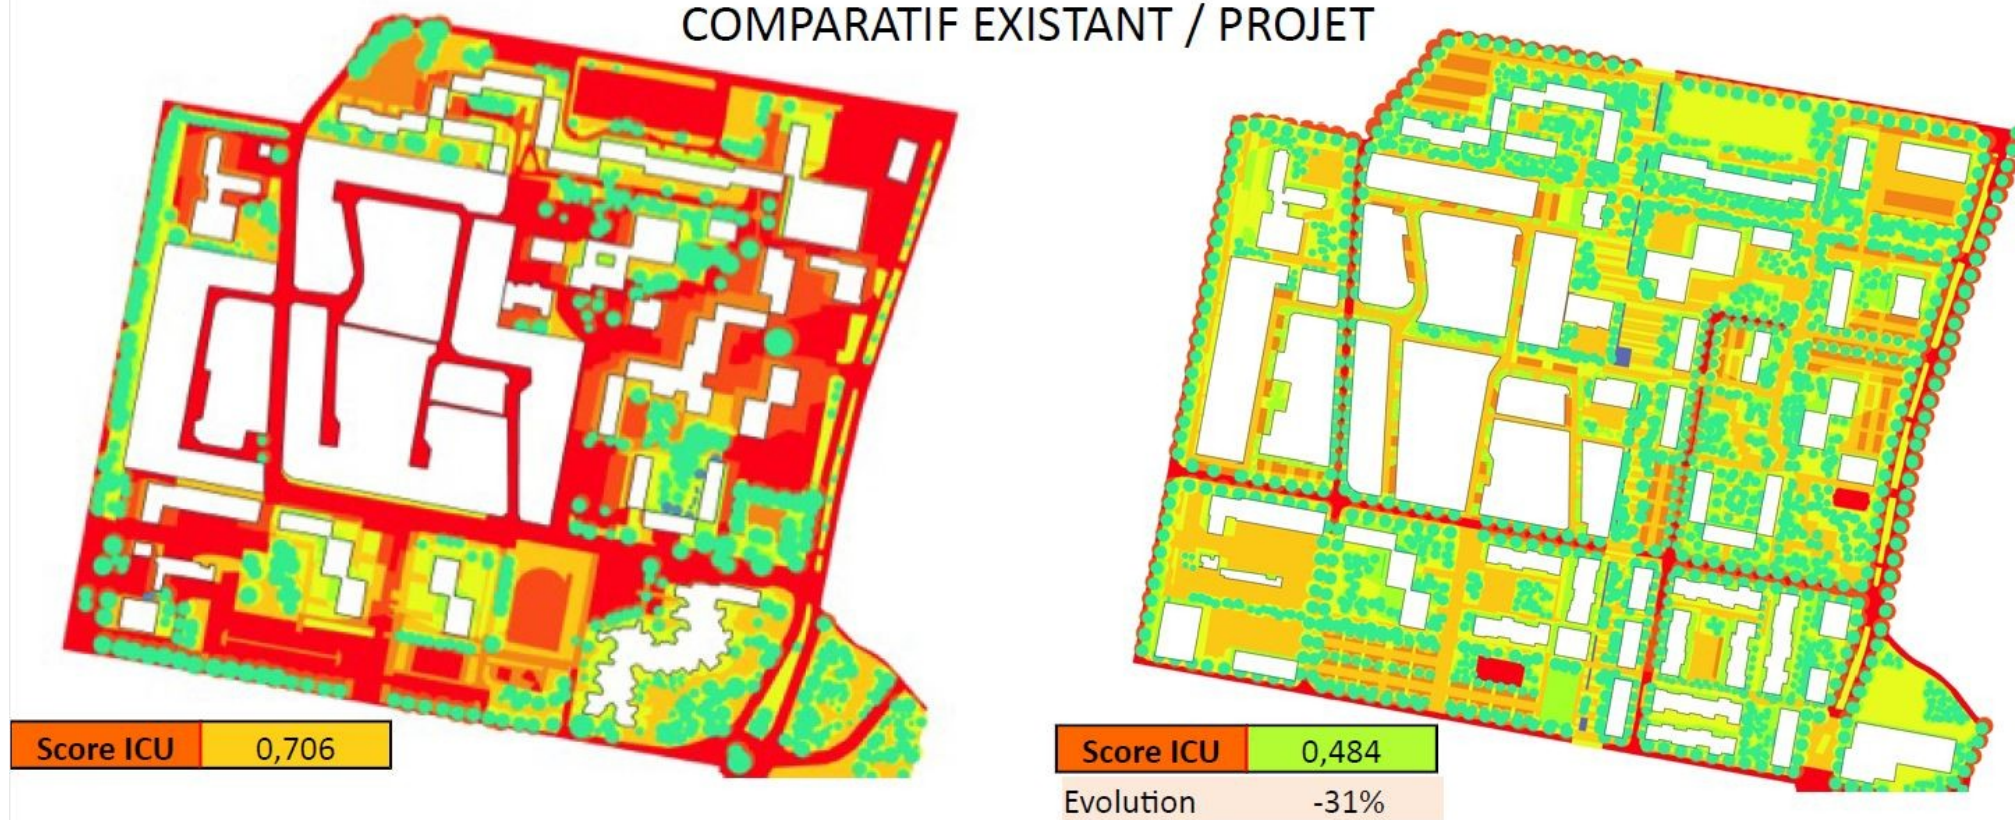 COMPARATIF EXISTANT / PROJET
Score ICU 0,706
Score ICU 0,484
Evolution -31%